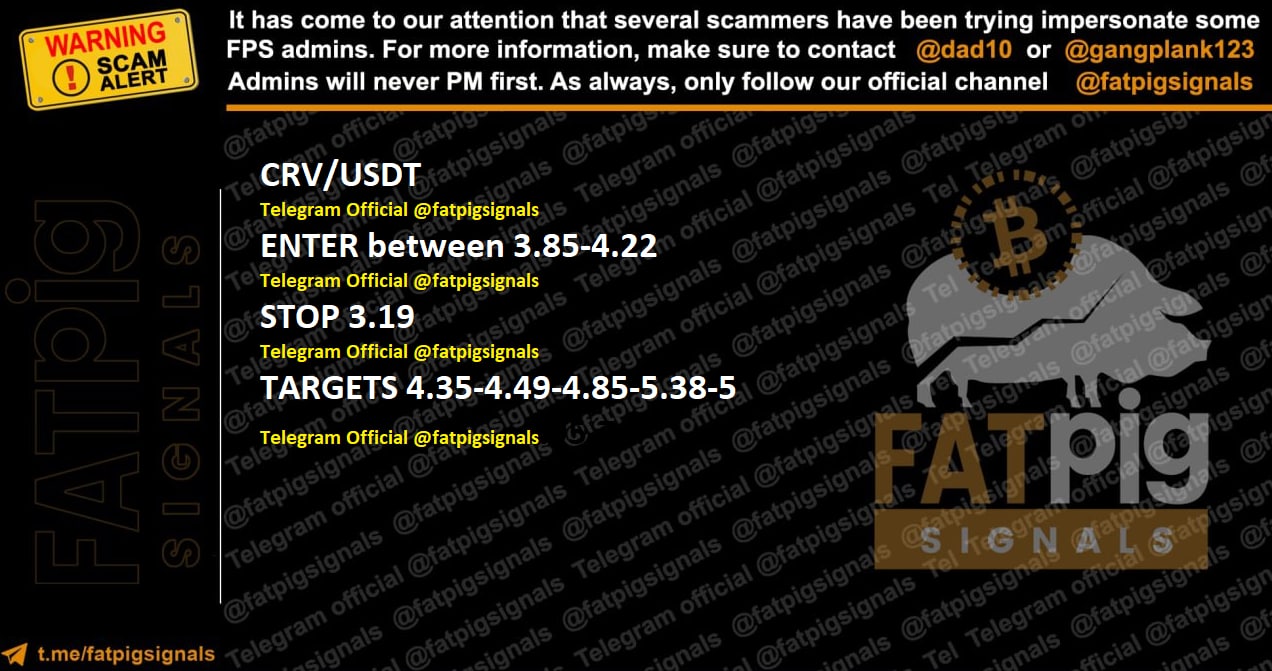 WARNING
SCAM
ALERT
It has come to our attention that several scammers have been trying impersonate some
FPS admins. For more information, make sure to contact @dad10 or @gangplank123
Admins will never PM first. As always, only follow our official channel @fatpigsignals
CRV/USDT
Telegram Official @fatpigsignals
ENTER between 3.85-4.22
Telegram Official @fatpigsignals
STOP 3.19
Telegram Official @fatpigsignals
TARGETS 4.35-4.49-4.85-5.38-5
Telegram Official @fatpigsignals
FATpig
SIGNALS
FATpig
SIGNALS
t.me/fatpigsignals